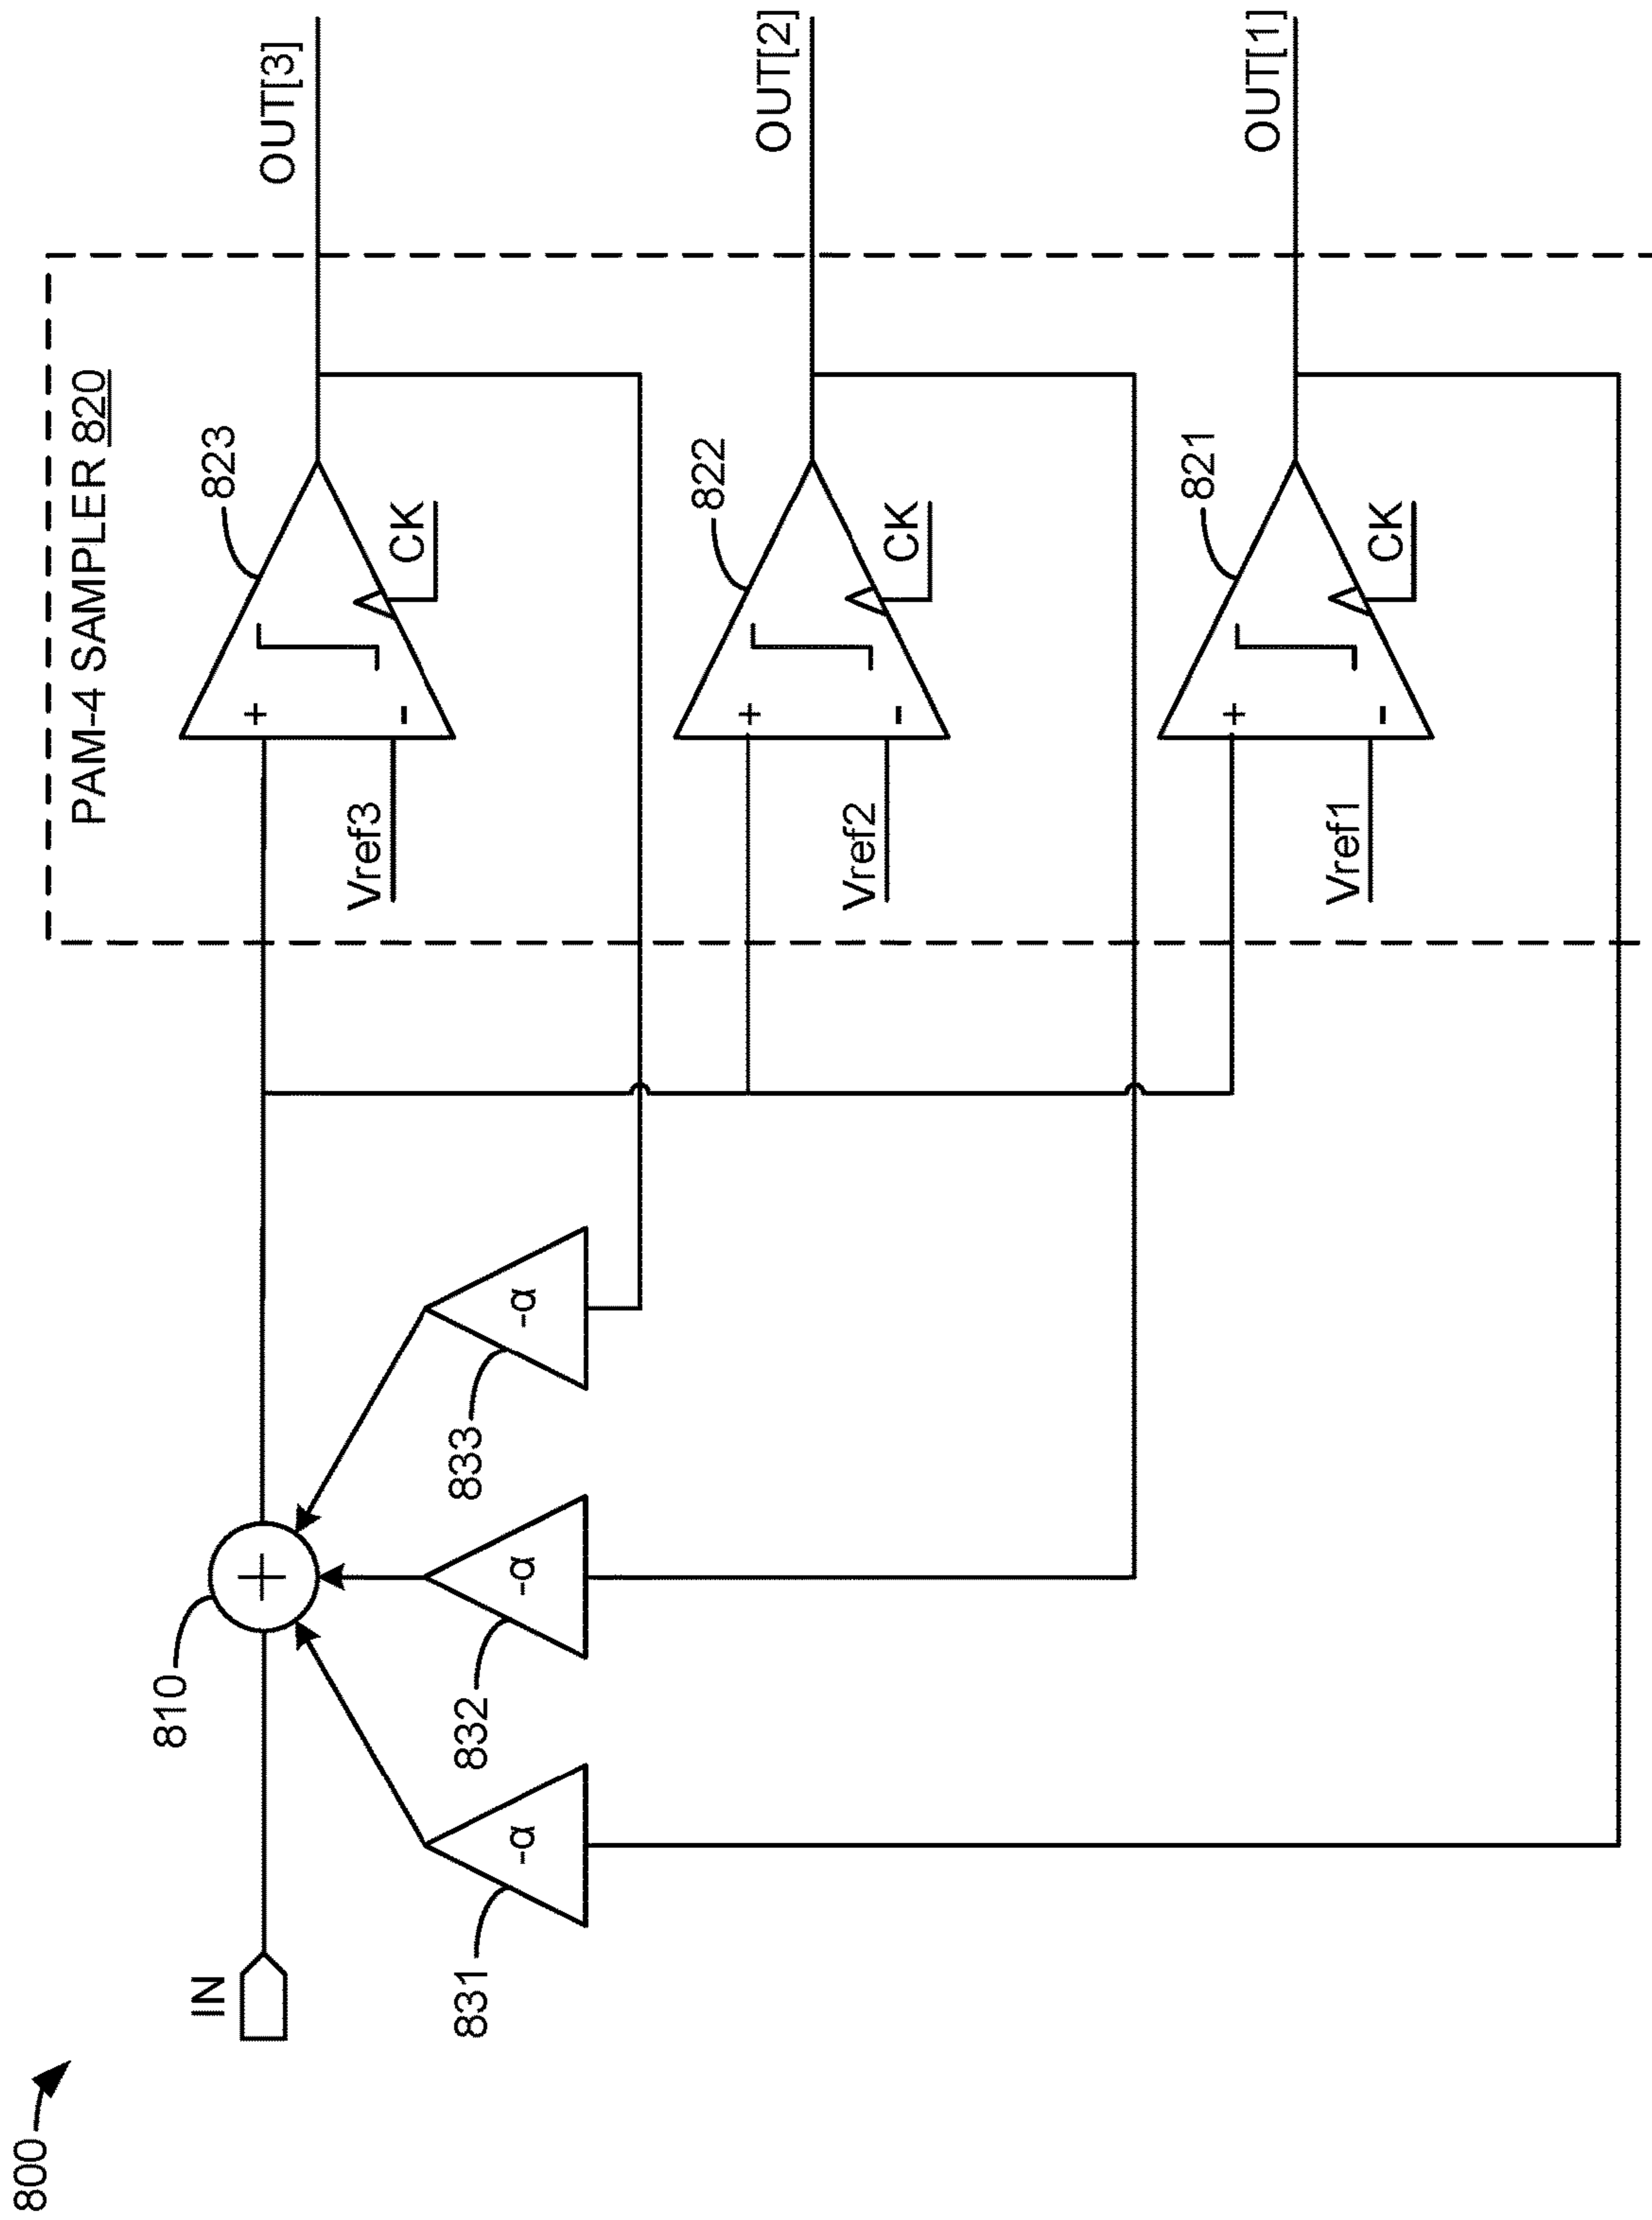 800
IN
810
831
-α
832
-α
833
-α
PAM-4 SAMPLER 820
823
+
-
Vref3
CK
OUT[3]
822
+
-
Vref2
CK
OUT[2]
821
+
-
Vref1
CK
OUT[1]